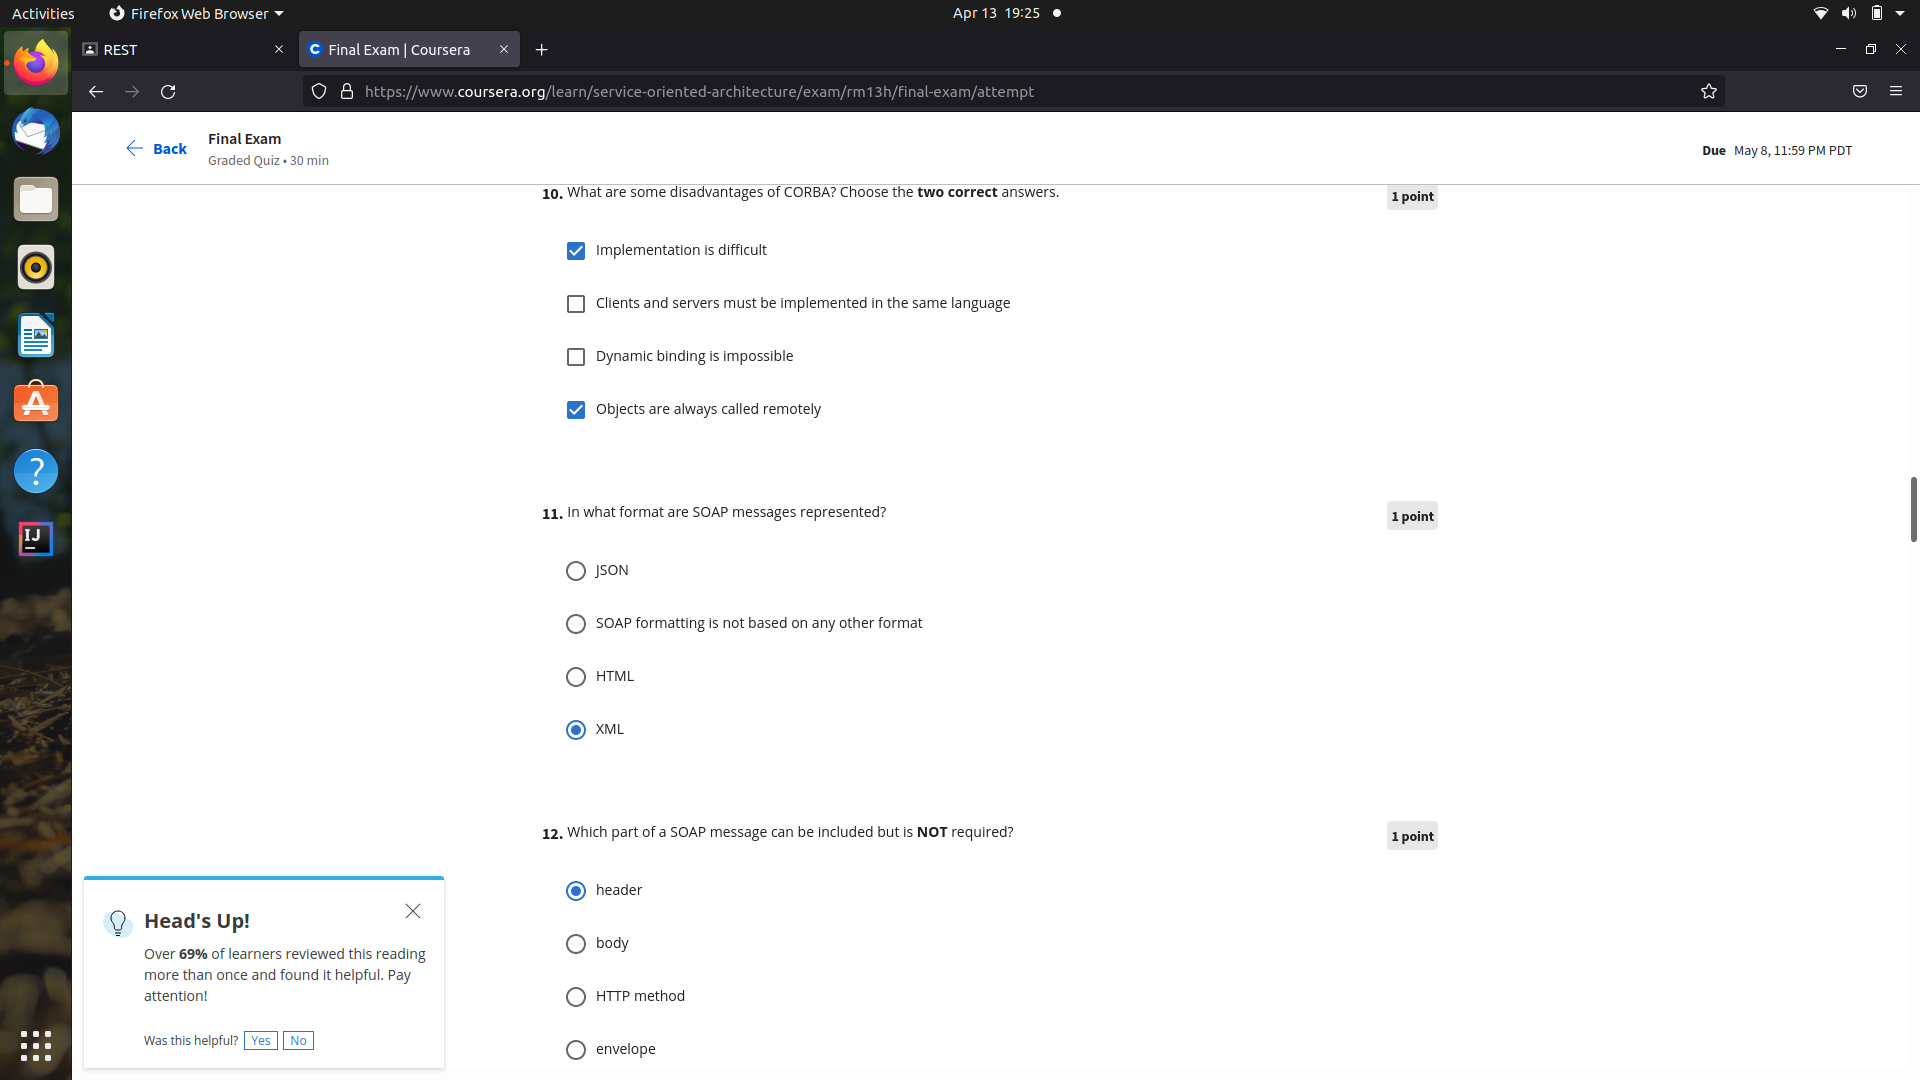 Activities
Firefox Web Browser
Apr 13 19:25
REST
Final Exam | Coursera
https://www.coursera.org/learn/service-oriented-architecture/exam/rm13h/final-exam/attempt
Back
Final Exam
Graded Quiz • 30 min
Due May 8, 11:59 PM PDT
10. What are some disadvantages of CORBA? Choose the two correct answers.
1 point
Implementation is difficult
Clients and servers must be implemented in the same language
Dynamic binding is impossible
Objects are always called remotely
11. In what format are SOAP messages represented?
1 point
JSON
SOAP formatting is not based on any other format
HTML
XML
12. Which part of a SOAP message can be included but is NOT required?
1 point
header
body
HTTP method
envelope
Head's Up!
Over 69% of learners reviewed this reading
more than once and found it helpful. Pay
attention!
Was this helpful? Yes No
IJ